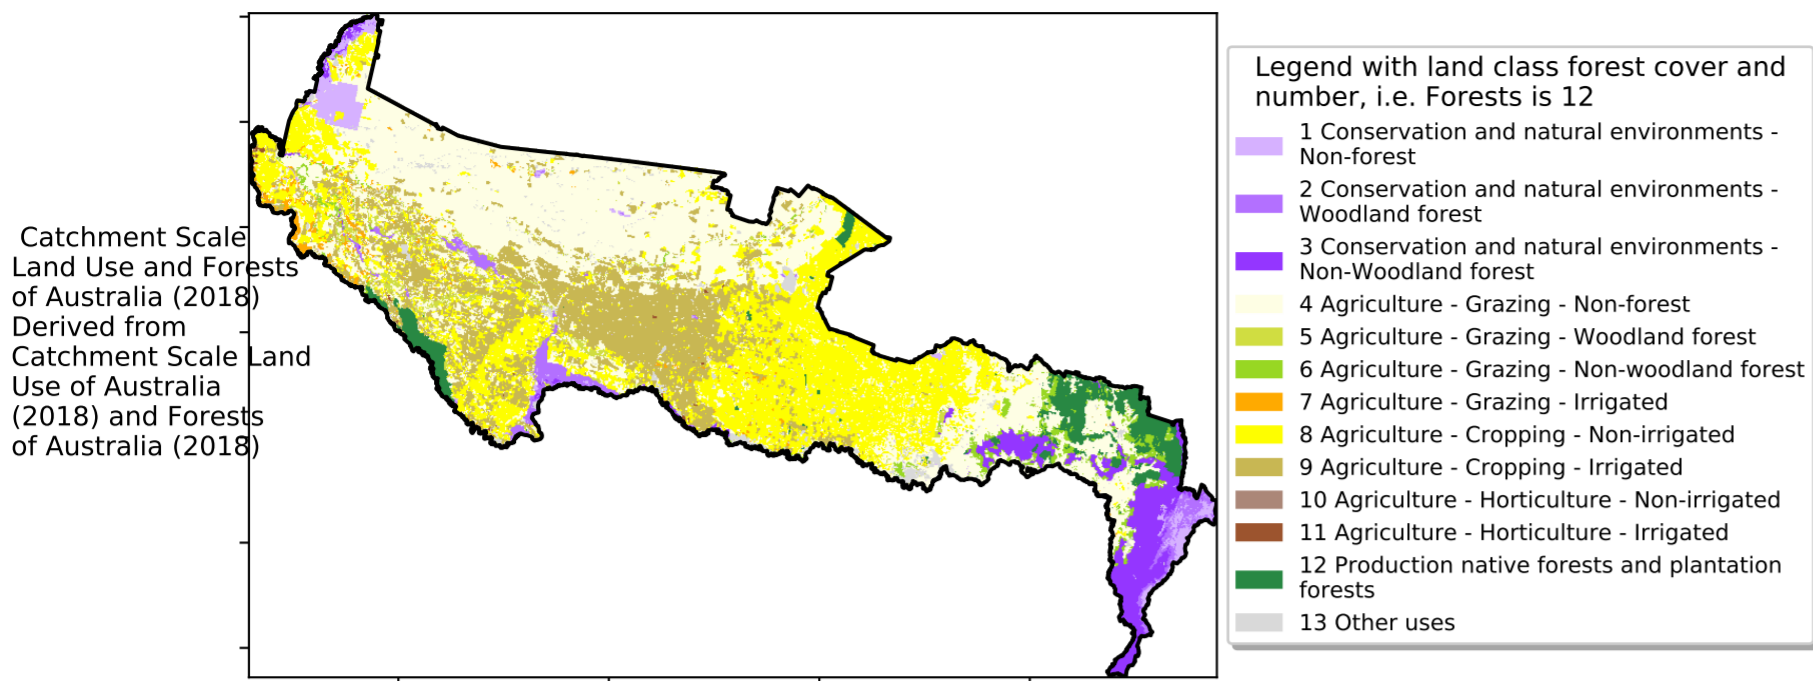 Catchment Scale
Land Use and Forests
of Australia (2018)
Derived from
Catchment Scale Land
Use of Australia
(2018) and Forests
of Australia (2018)
Legend with land class forest cover and
number, i.e. Forests is 12
1 Conservation and natural environments -
Non-forest
2 Conservation and natural environments -
Woodland forest
3 Conservation and natural environments -
Non-Woodland forest
4 Agriculture - Grazing - Non-forest
5 Agriculture - Grazing - Woodland forest
6 Agriculture - Grazing - Non-woodland forest
7 Agriculture - Grazing - Irrigated
8 Agriculture - Cropping - Non-irrigated
9 Agriculture - Cropping - Irrigated
10 Agriculture - Horticulture - Non-irrigated
11 Agriculture - Horticulture - Irrigated
12 Production native forests and plantation
forests
13 Other uses